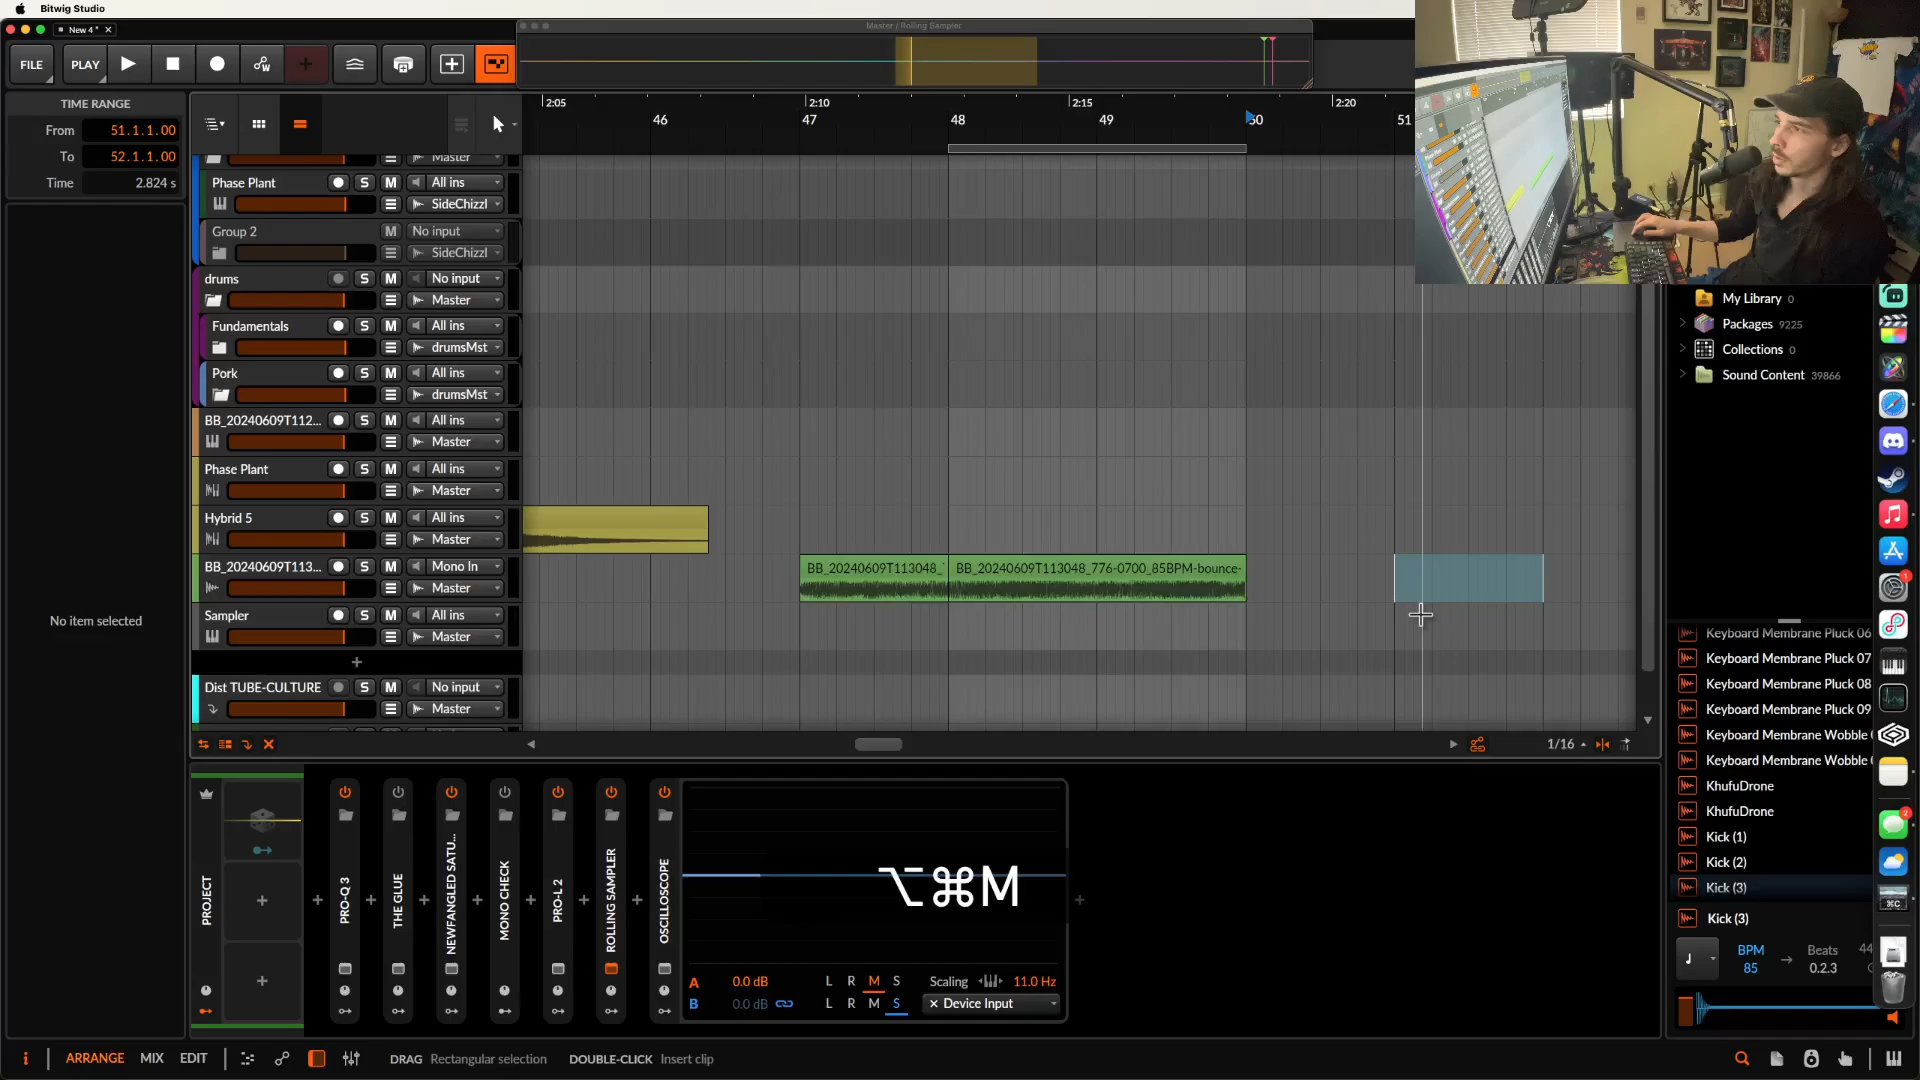 Bitwig Studio
New 4 *
Master / Rolling Sampler
FILE
PLAY
TIME RANGE
From 51.1.1.00
To 52.1.1.00
Time 2.824 s
No item selected
2:05 2:10 2:15 2:20
46 47 48 49 50 51
Master
Phase Plant S M All ins
SideChizzl
Group 2 M No input
SideChizzl
drums S M No input
Master
Fundamentals S M All ins
drumsMst
Pork S M All ins
drumsMst
BB_20240609T112... S M All ins
Master
Phase Plant S M All ins
Master
Hybrid 5 S M All ins
Master
BB_20240609T113... S M Mono In
Master
BB_20240609T113048_
BB_20240609T113048_776-0700_85BPM-bounce-
Sampler S M All ins
Master
Dist TUBE-CULTURE S M No input
Master
1/16
PROJECT
PRO-Q 3
THE GLUE
NEWFANGLED SATU...
MONO CHECK
PRO-L 2
ROLLING SAMPLER
OSCILLOSCOPE
⌥⌘M
A 0.0 dB L R M S Scaling 11.0 Hz
B 0.0 dB L R M S Device Input
My Library 0
Packages 9225
Collections 0
Sound Content 39866
Keyboard Membrane Pluck 06
Keyboard Membrane Pluck 07
Keyboard Membrane Pluck 08
Keyboard Membrane Pluck 09
Keyboard Membrane Wobble
Keyboard Membrane Wobble
KhufuDrone
KhufuDrone
Kick (1)
Kick (2)
Kick (3)
Kick (3)
BPM Beats 44
85 0.2.3
ARRANGE MIX EDIT DRAG Rectangular selection DOUBLE-CLICK Insert clip